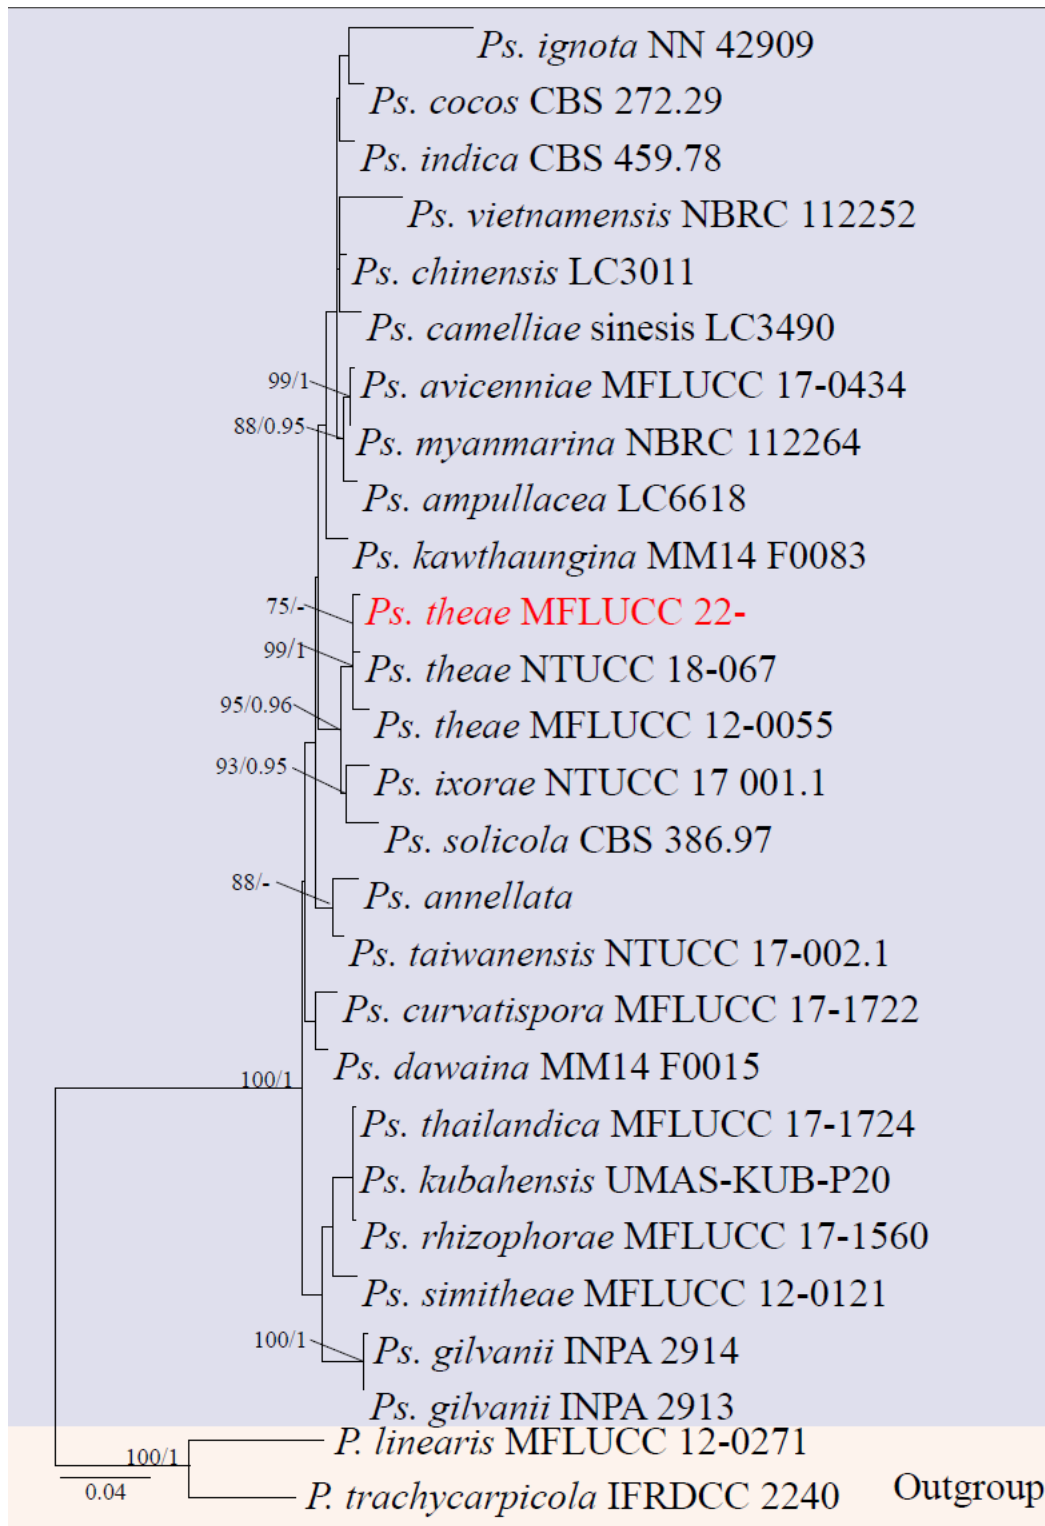 Ps. ignota NN 42909
Ps. cocos CBS 272.29
Ps. indica CBS 459.78
Ps. vietnamensis NBRC 112252
Ps. chinensis LC3011
Ps. camelliae sinesis LC3490
99/1
Ps. avicenniae MFLUCC 17-0434
88/0.95
Ps. myanmarina NBRC 112264
Ps. ampullacea LC6618
Ps. kawthaungina MM14 F0083
75/-
Ps. theae MFLUCC 22-
99/1
Ps. theae NTUCC 18-067
95/0.96
Ps. theae MFLUCC 12-0055
93/0.95
Ps. ixorae NTUCC 17 001.1
Ps. solicola CBS 386.97
88/-
Ps. annellata
Ps. taiwanensis NTUCC 17-002.1
Ps. curvatispora MFLUCC 17-1722
Ps. dawaina MM14 F0015
100/1
Ps. thailandica MFLUCC 17-1724
Ps. kubahensis UMAS-KUB-P20
Ps. rhizophorae MFLUCC 17-1560
Ps. simitheae MFLUCC 12-0121
100/1
Ps. gilvanii INPA 2914
Ps. gilvanii INPA 2913
P. linearis MFLUCC 12-0271
100/1
0.04
P. trachycarpicola IFRDCC 2240
Outgroup